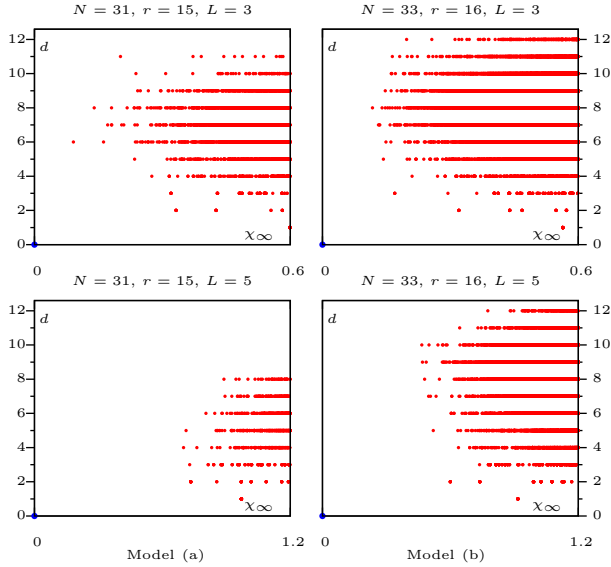 N = 31, r = 15, L = 3
N = 33, r = 16, L = 3
12
d
d
12
10
10
8
8
6
6
4
4
2
2
χ∞
χ∞
0
0
0
0.6
0
0.6
N = 31, r = 15, L = 5
N = 33, r = 16, L = 5
12
d
d
12
10
10
8
8
6
6
4
4
2
2
χ∞
χ∞
0
0
0
1.2
0
1.2
Model (a)
Model (b)